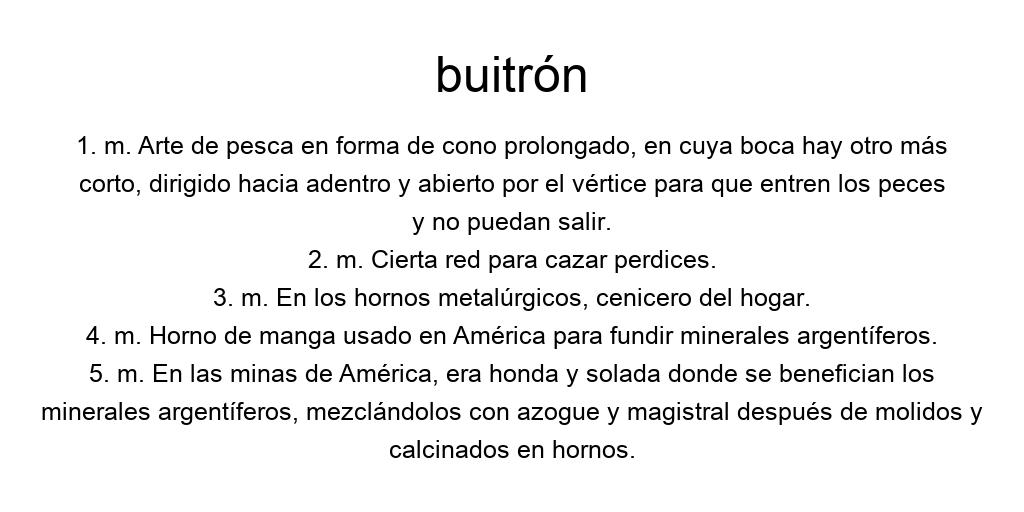 buitrón
1. m. Arte de pesca en forma de cono prolongado, en cuya boca hay otro más
corto, dirigido hacia adentro y abierto por el vértice para que entren los peces
y no puedan salir.
2. m. Cierta red para cazar perdices.
3. m. En los hornos metalúrgicos, cenicero del hogar.
4. m. Horno de manga usado en América para fundir minerales argentíferos.
5. m. En las minas de América, era honda y solada donde se benefician los
minerales argentíferos, mezclándolos con azogue y magistral después de molidos y
calcinados en hornos.